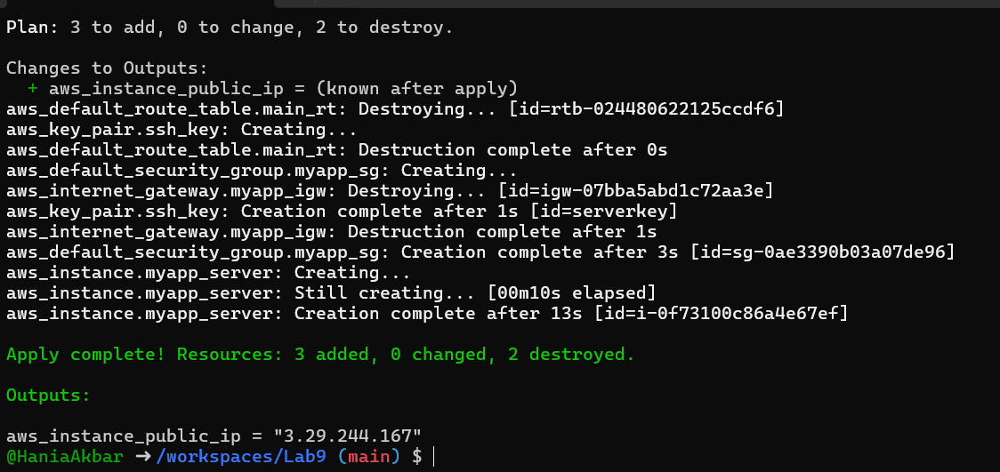 Plan: 3 to add, 0 to change, 2 to destroy.
Changes to Outputs:
+ aws_instance_public_ip = (known after apply)
aws_default_route_table.main_rt: Destroying... [id=rtb-024480622125ccdf6]
aws_key_pair.ssh_key: Creating...
aws_default_route_table.main_rt: Destruction complete after 0s
aws_default_security_group.myapp_sg: Creating...
aws_internet_gateway.myapp_igw: Destroying... [id=igw-07bba5abd1c72aa3e]
aws_key_pair.ssh_key: Creation complete after 1s [id=serverkey]
aws_internet_gateway.myapp_igw: Destruction complete after 1s
aws_default_security_group.myapp_sg: Creation complete after 3s [id=sg-0ae3390b03a07de96]
aws_instance.myapp_server: Creating...
aws_instance.myapp_server: Still creating... [00m10s elapsed]
aws_instance.myapp_server: Creation complete after 13s [id=i-0f73100c86a4e67ef]
Apply complete! Resources: 3 added, 0 changed, 2 destroyed.
Outputs:
aws_instance_public_ip = "3.29.244.167"
@HaniaAkbar ➜ /workspaces/Lab9 (main) $